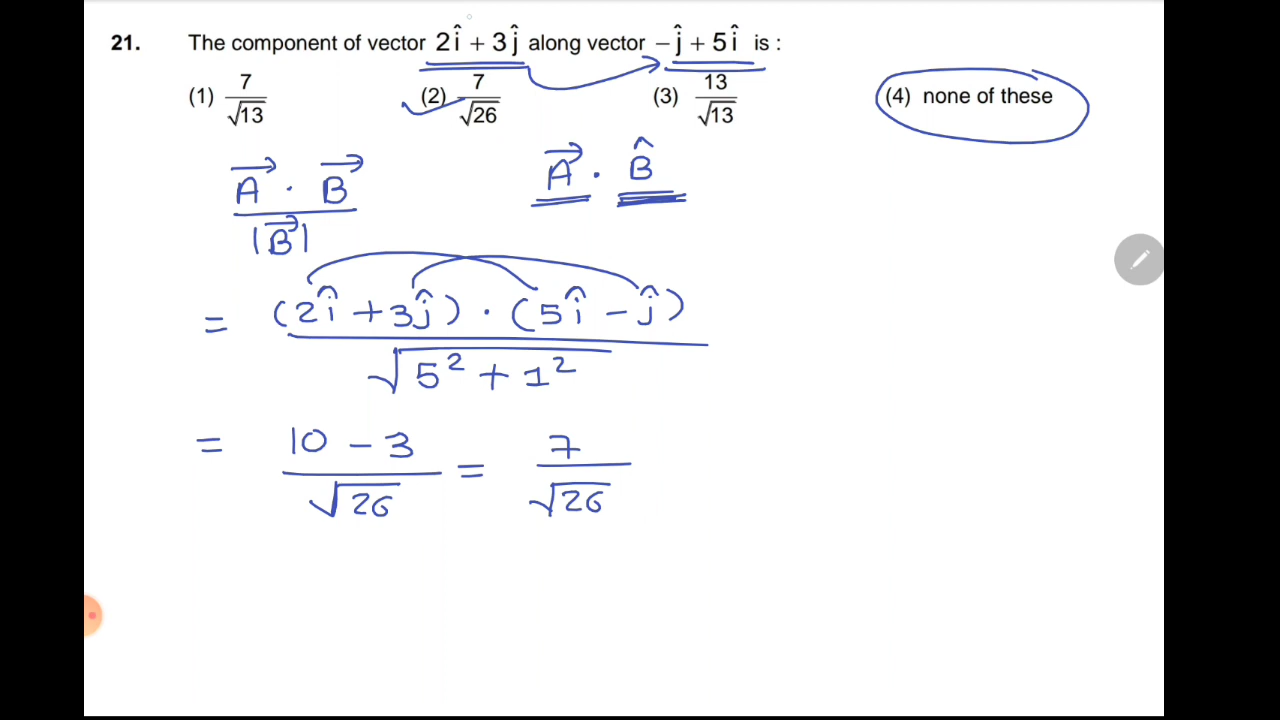 21. The component of vector 2î + 3ĵ along vector −ĵ + 5î is :
(1) 7/√13 (2) 7/√26 (3) 13/√13 (4) none of these
A⃗ · B⃗ / |B⃗| A⃗ · B̂
= (2î + 3ĵ) · (5î − ĵ) / √5² + 1²
= 10 − 3 / √26 = 7/√26